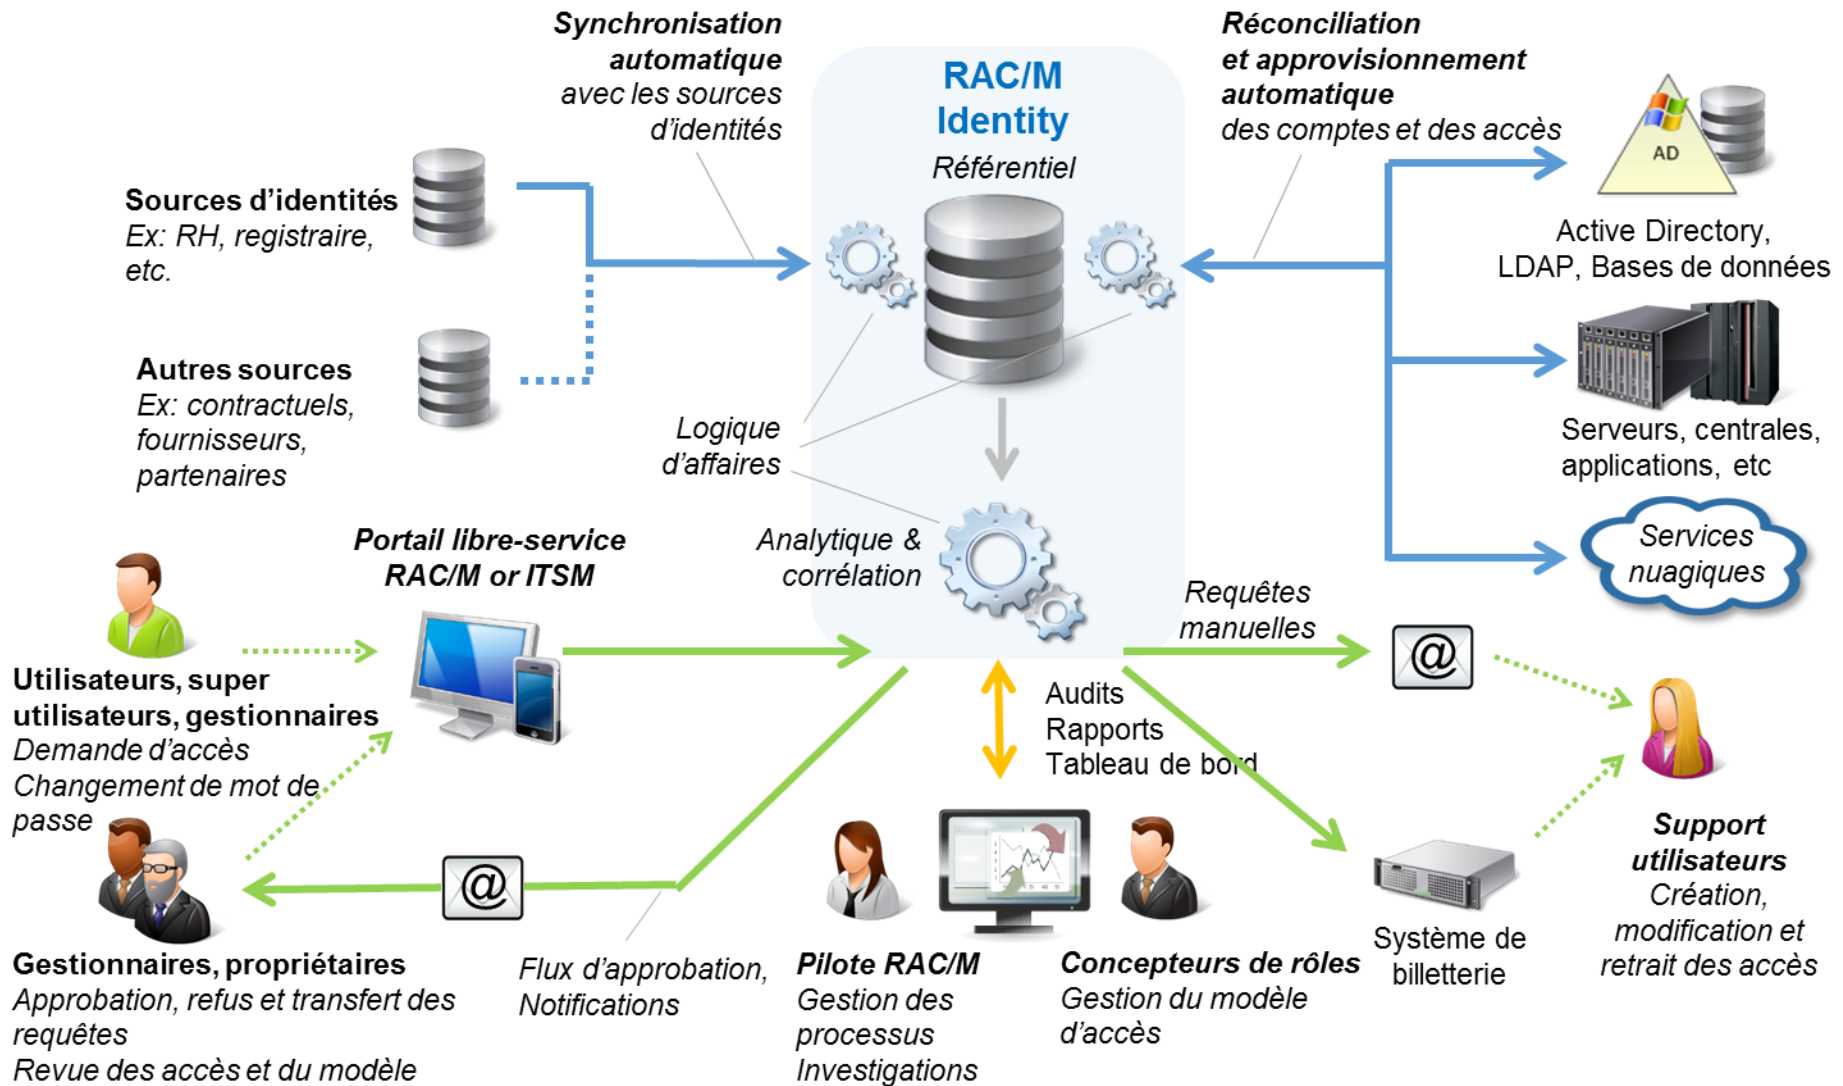 Synchronisation
automatique
avec les sources
d'identités
RAC/M
Identity
Référentiel
Réconciliation
et approvisionnement
automatique
des comptes et des accès
AD
Active Directory,
LDAP, Bases de données
Sources d'identités
Ex: RH, registraire,
etc.
Autres sources
Ex: contractuels,
fournisseurs,
partenaires
Logique
d'affaires
Serveurs, centrales,
applications, etc
Analytique &
corrélation
Services
nuagiques
Portail libre-service
RAC/M or ITSM
Requêtes
manuelles
@
Utilisateurs, super
utilisateurs, gestionnaires
Demande d'accès
Changement de mot de
passe
Audits
Rapports
Tableau de bord
@
Gestionnaires, propriétaires
Approbation, refus et transfert des
requêtes
Revue des accès et du modèle
Flux d'approbation,
Notifications
Pilote RAC/M
Gestion des
processus
Investigations
Concepteurs de rôles
Gestion du modèle
d'accès
Système de
billetterie
Support
utilisateurs
Création,
modification et
retrait des accès